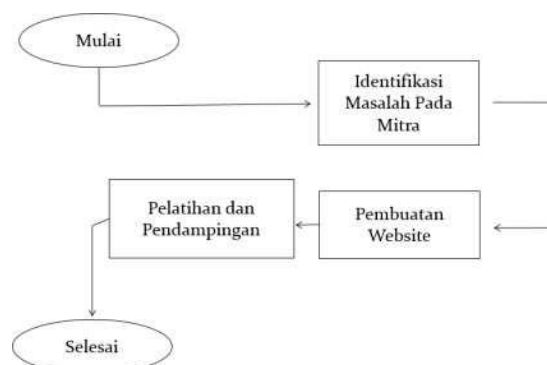 Mulai
Identifikasi
Masalah Pada
Mitra
Pembuatan
Website
Pelatihan dan
Pendampingan
Selesai